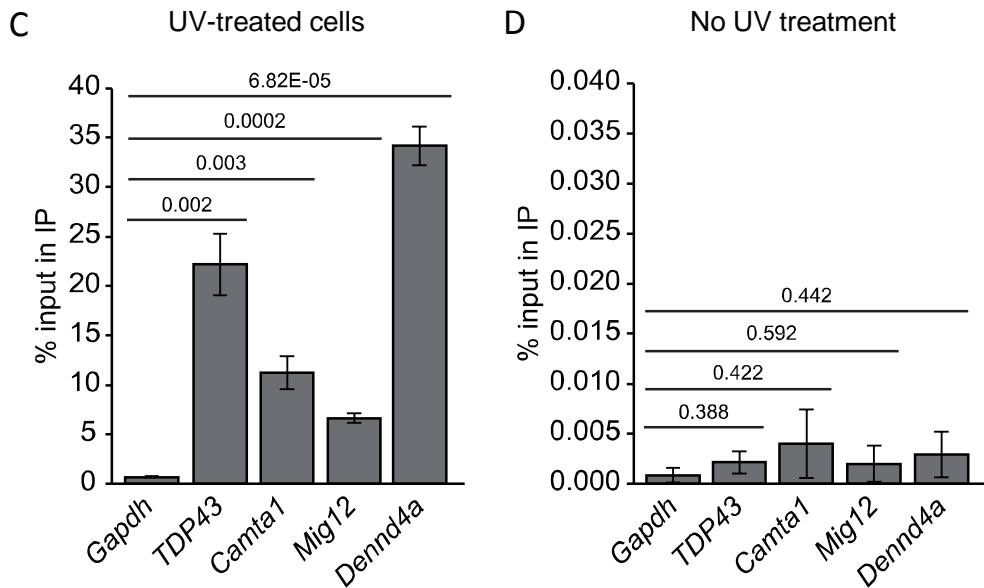 C
UV-treated cells
% input in IP
40
35
30
25
20
15
10
5
0
6.82E-05
0.0002
0.003
0.002
Gapdh
TDP43
Camta1
Mig12
Dennd4a
D
No UV treatment
% input in IP
0.040
0.035
0.030
0.025
0.020
0.015
0.010
0.005
0.000
0.442
0.592
0.422
0.388
Gapdh
TDP43
Camta1
Mig12
Dennd4a